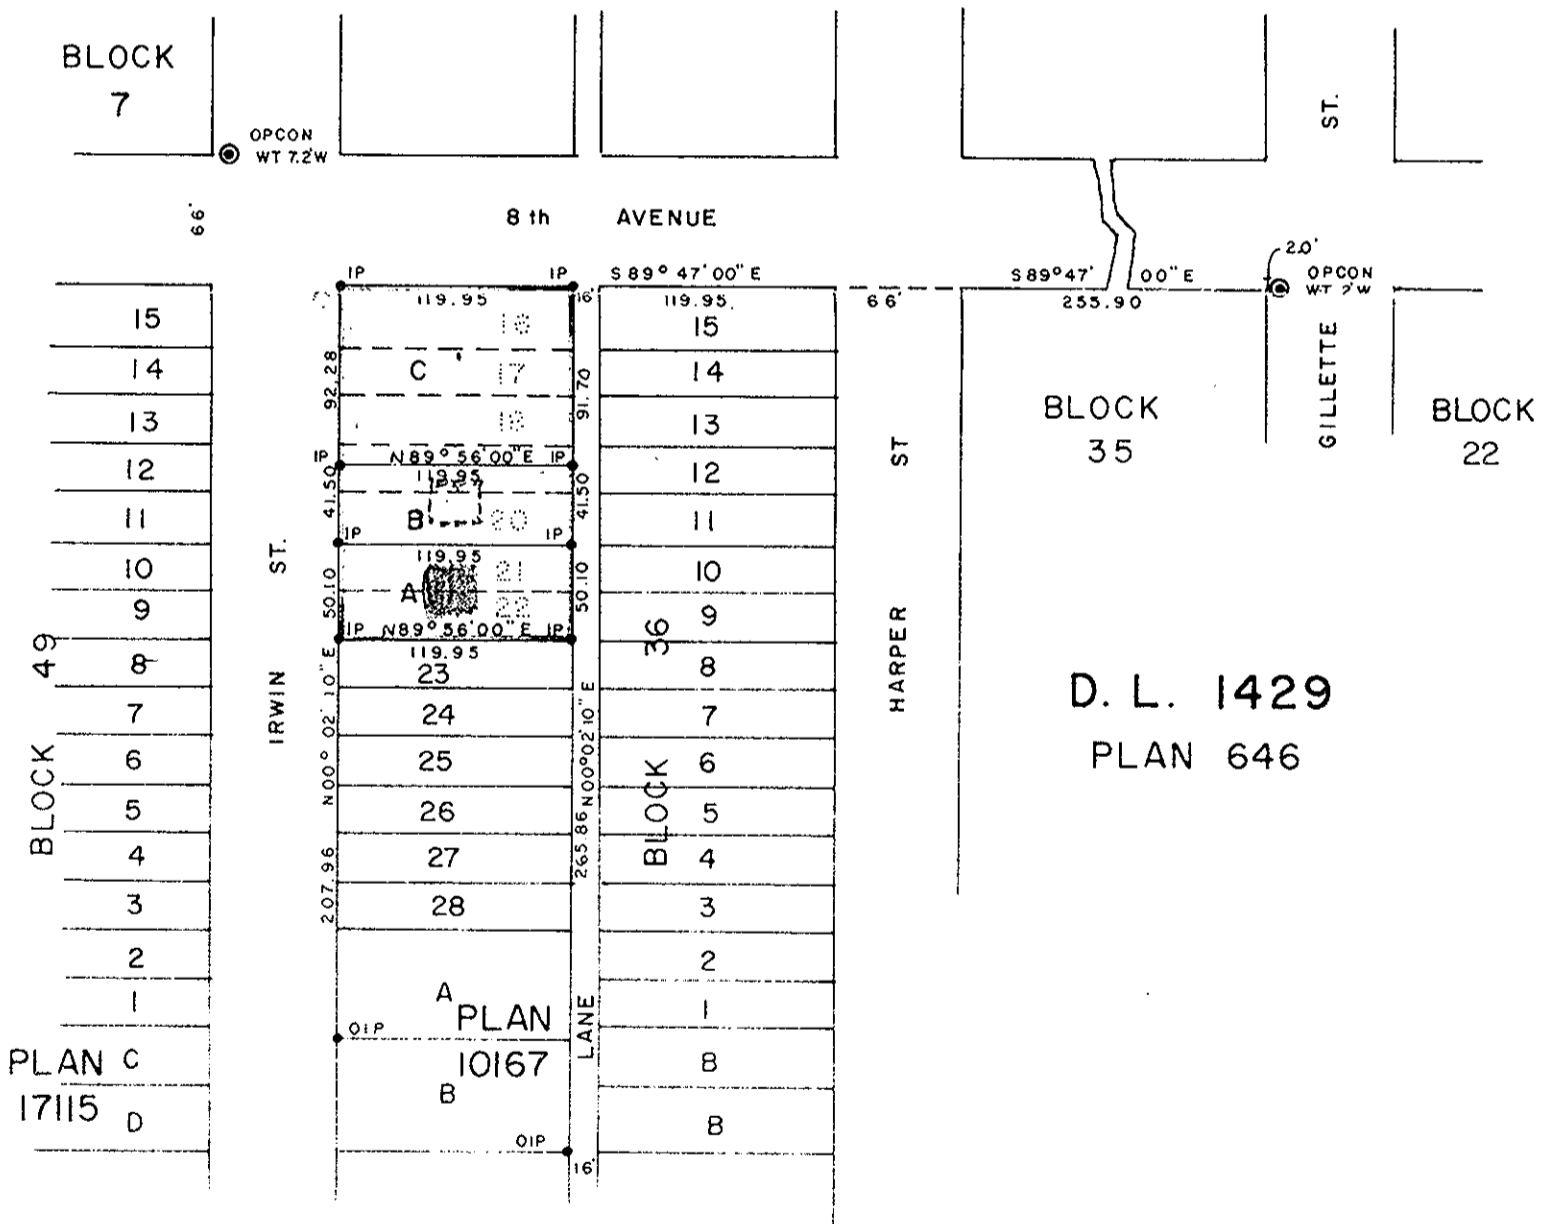 BLOCK
7
OPCON
WT 7.2'W
ST.
66'
8 th AVENUE
2.0'
OPCON
IP
IP
S 89° 47' 00" E
S 89° 47' 00" E
119.95
16'
119.95
66'
255.90
15
14
13
12
11
10
9
8
7
6
5
4
3
2
1
C
D
BLOCK 49
PLAN
17115
IRWIN ST.
92.28
C
17
91.70
IP
N 89° 56' 00" E
IP
119.95
41.50
41.50
B
20
IP
IP
119.95
50.10
50.10
A
21
22
IP
N 89° 56' 00" E
IP
119.95
23
24
25
26
27
28
N 00° 02' 10" E
207.96
N 00° 02' 10" E
265.86
A
PLAN
10167
B
OIP
OIP
LANE
16'
15
14
13
12
11
10
9
8
7
6
5
4
3
2
1
B
B
BLOCK 36
HARPER ST
BLOCK
35
GILLETTE
BLOCK
22
D. L. 1429
PLAN 646